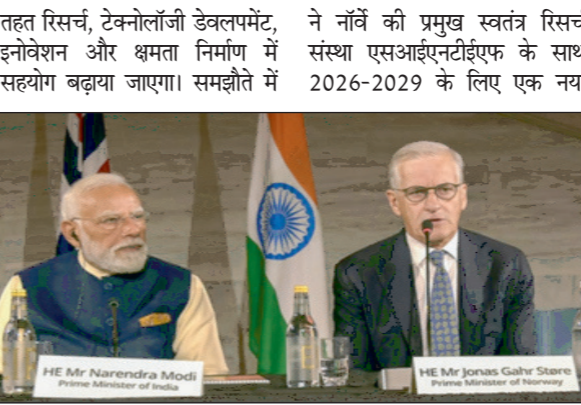 तहत रिसर्च, टेक्नोलॉजी डेवलपमेंट,
इनोवेशन और क्षमता निर्माण में
सहयोग बढ़ाया जाएगा। समझौते में
ने नॉर्वे की प्रमुख स्वतंत्र रिसर्च
संस्था एसआईएनटीईएफ के साथ
2026-2029 के लिए एक नया
HE Mr Narendra Modi
Prime Minister of India
HE Mr Jonas Gahr Støre
Prime Minister of Norway